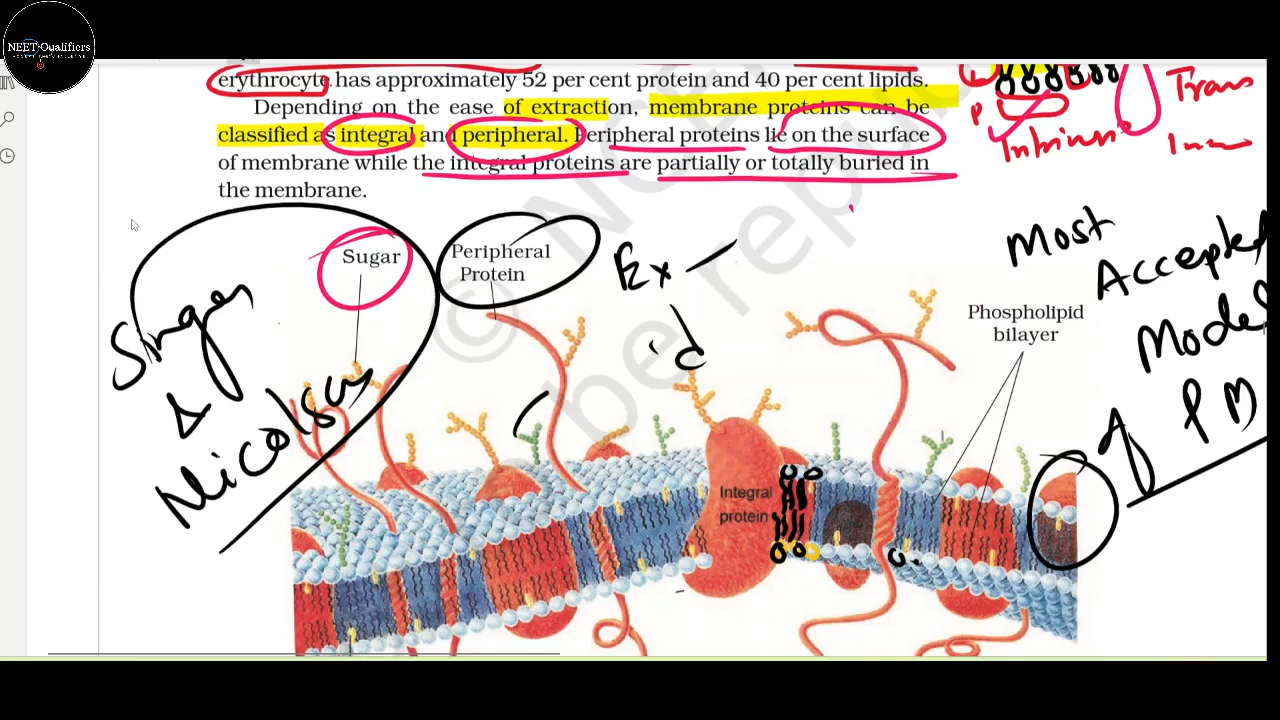 NEET Qualifiers
erythrocyte has approximately 52 per cent protein and 40 per cent lipids.
Depending on the ease of extraction, membrane proteins can be
classified as integral and peripheral. Peripheral proteins lie on the surface
of membrane while the integral proteins are partially or totally buried in
the membrane.
Trans
Intrinsic
Sugar
Peripheral
Protein
Ex
Most
Accepted
Model
of PM
Phospholipid
bilayer
Singer
&
Nicolson
Integral
protein